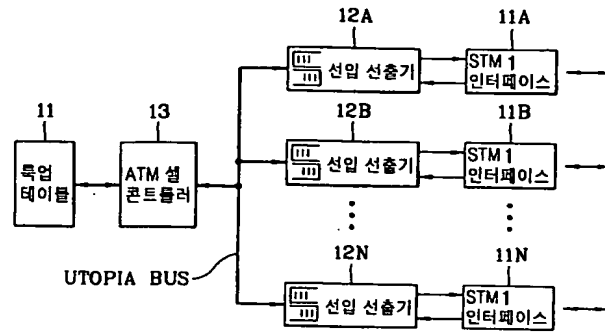 12A
11A
선입 선출기
STM 1
인터페이스
11
13
12B
11B
룩업
테이블
ATM 셀
콘트롤러
선입 선출기
STM 1
인터페이스
12N
11N
UTOPIA BUS
선입 선출기
STM 1
인터페이스